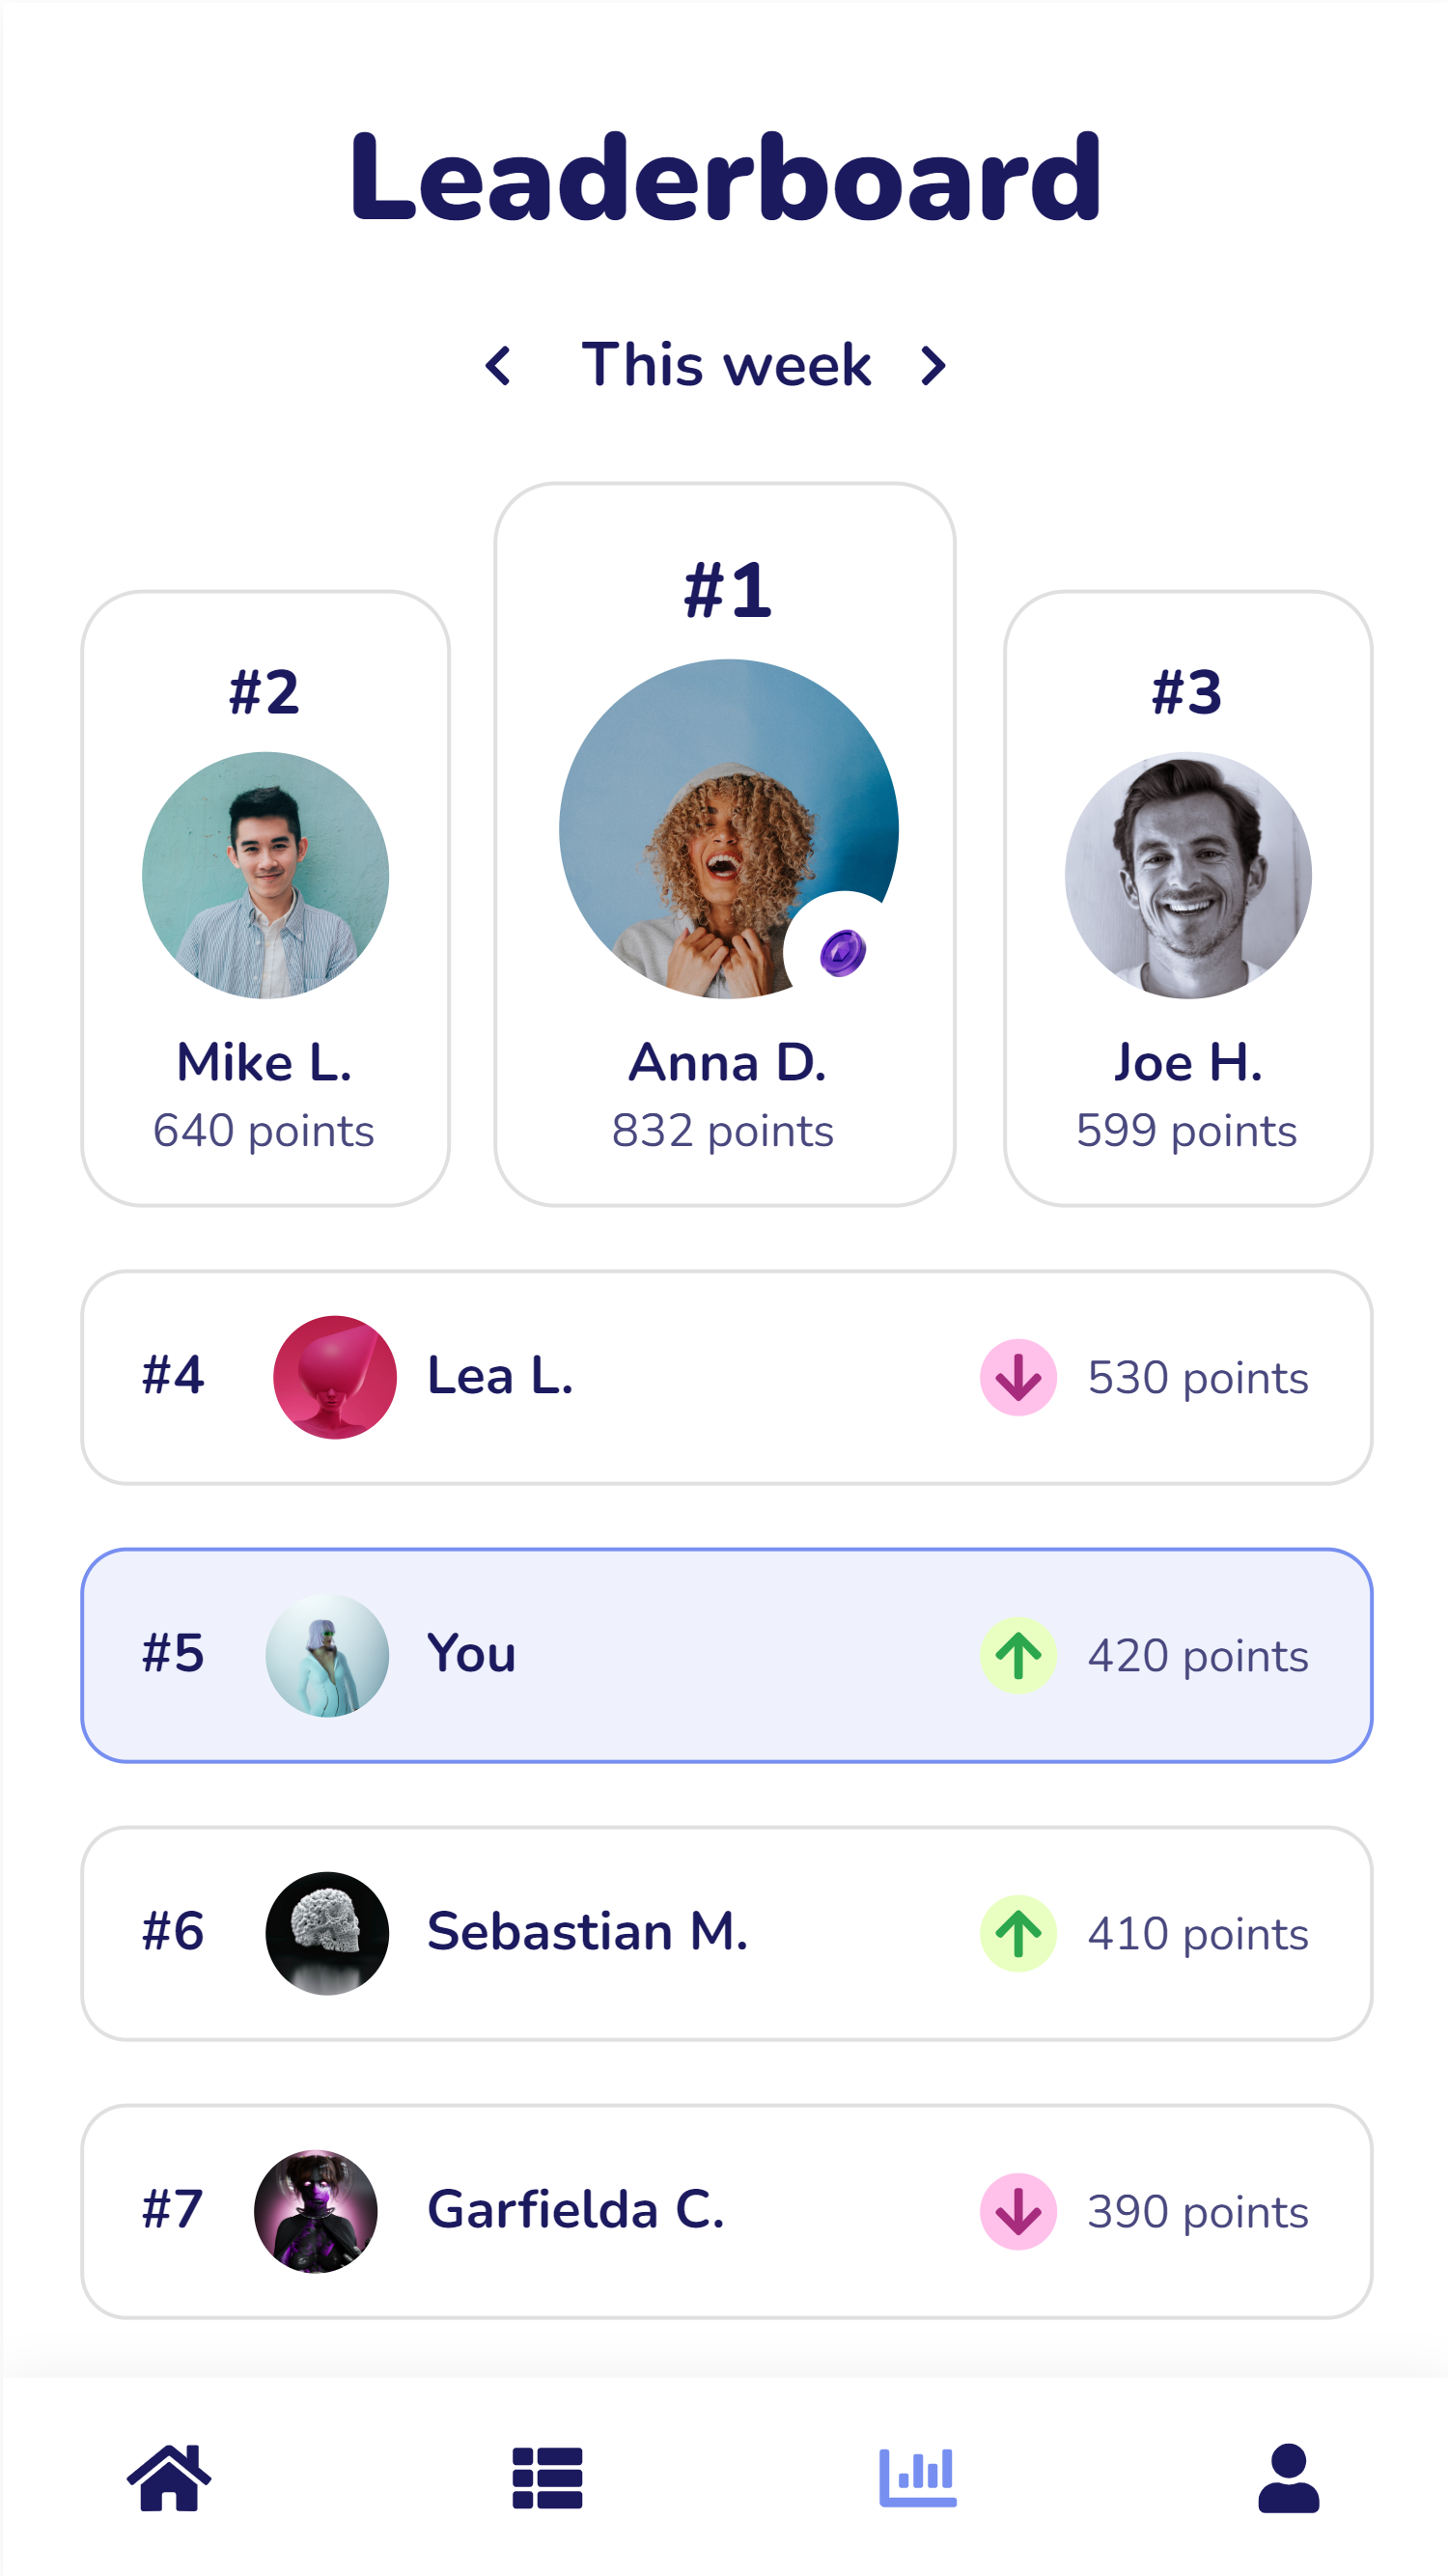 Leaderboard
This week
#1
#2
#3
Mike L.
Anna D.
Joe H.
640 points
832 points
599 points
#4 Lea L. 530 points
#5 You 420 points
#6 Sebastian M. 410 points
#7 Garfielda C. 390 points